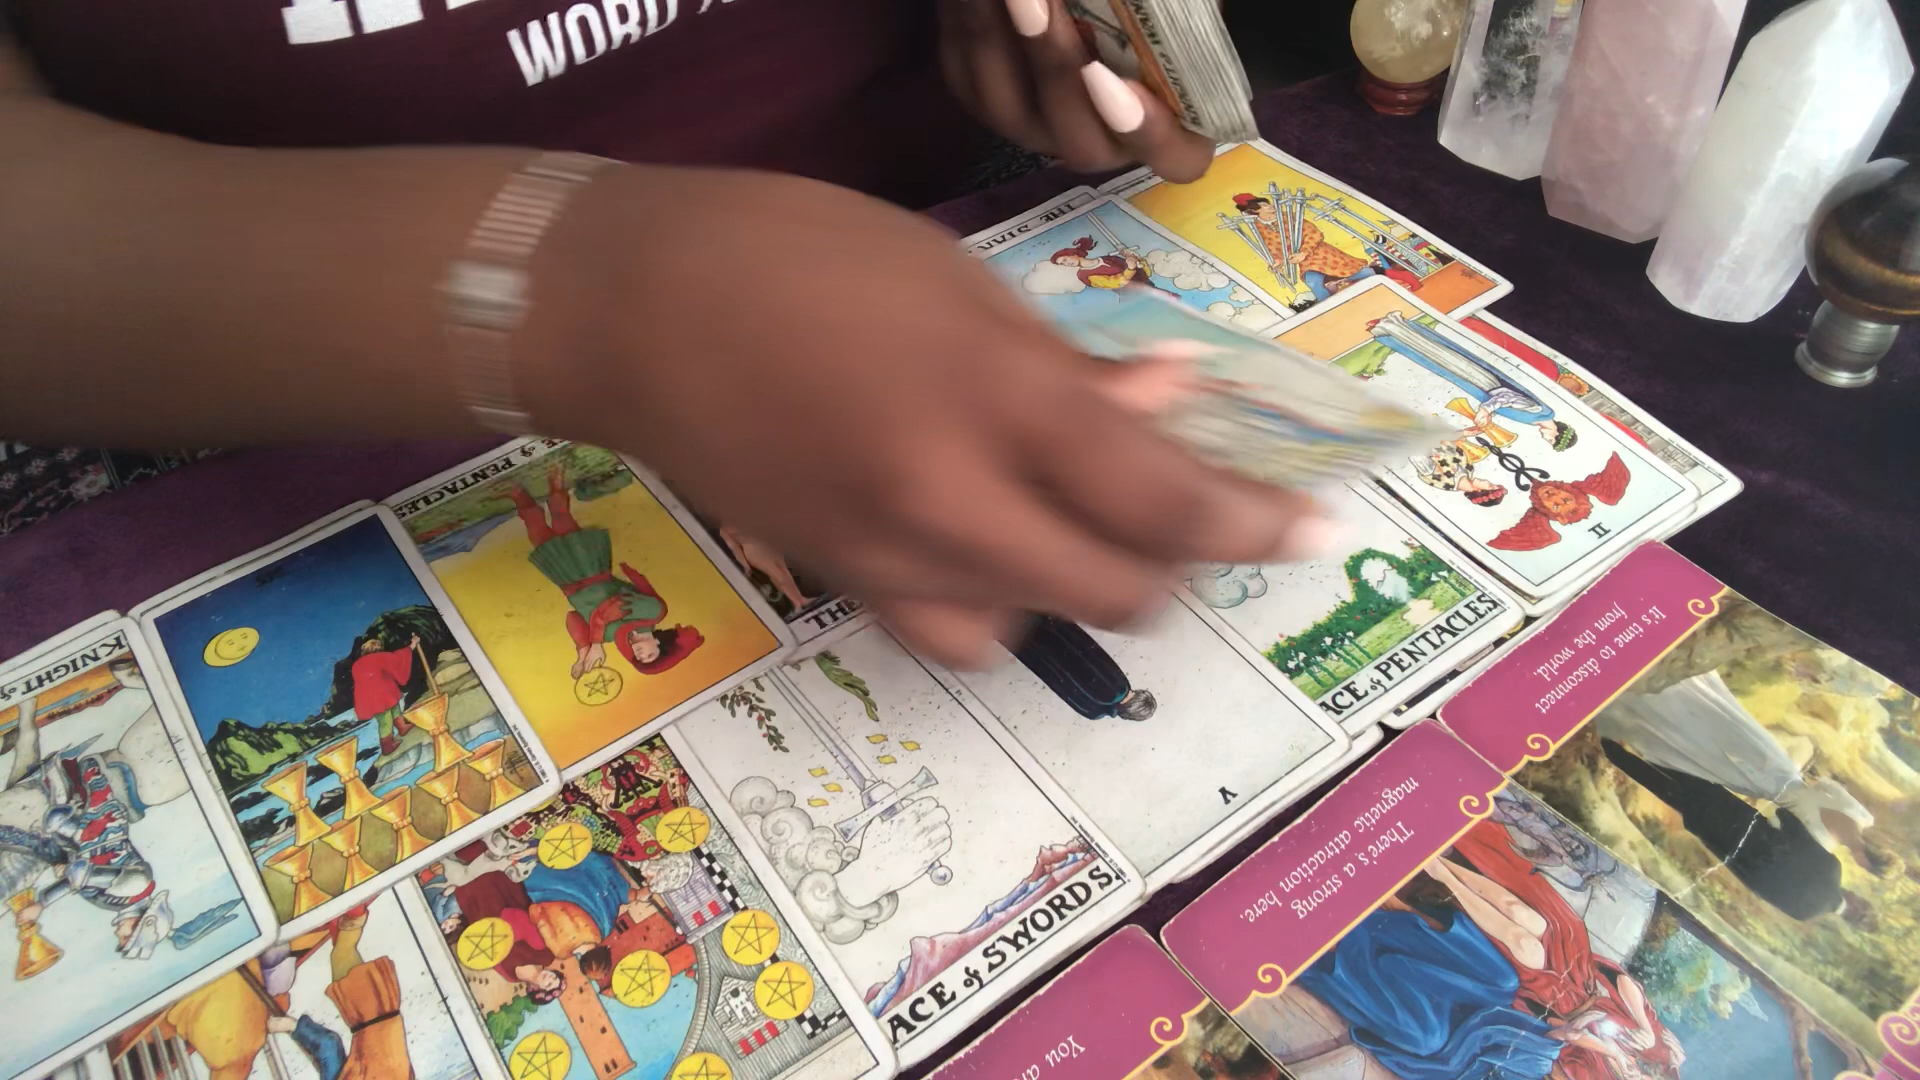 WORD
THE STAR
II
PENTACLES
KNIGHT of
THE
V
ACE of PENTACLES
ACE of SWORDS
It's time to disconnect
from the world.
There's a strong
magnetic attraction here.
You